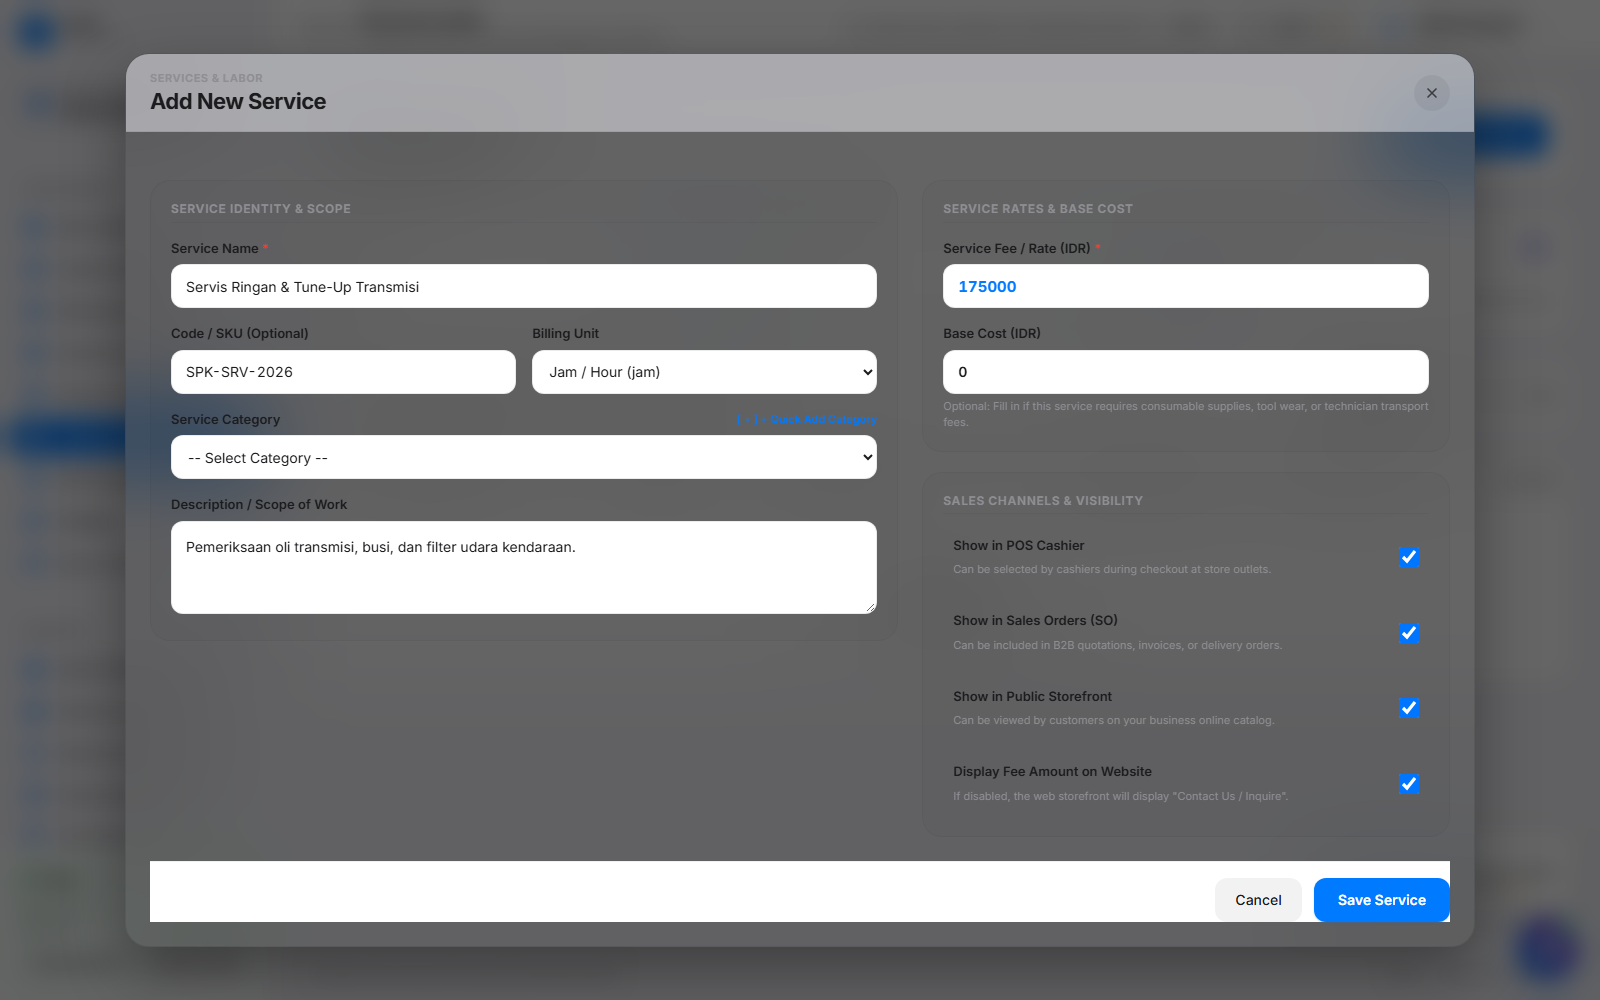 SERVICES & LABOR
Add New Service
SERVICE IDENTITY & SCOPE
Service Name *
Servis Ringan & Tune-Up Transmisi
Code / SKU (Optional)
Billing Unit
SPK-SRV-2026
Jam / Hour (jam)
Service Category
Quick Add Category
-- Select Category --
Description / Scope of Work
Pemeriksaan oli transmisi, busi, dan filter udara kendaraan.
SERVICE RATES & BASE COST
Service Fee / Rate (IDR) *
175000
Base Cost (IDR)
0
Optional: Fill in if this service requires consumable supplies, tool wear, or technician transport
fees.
SALES CHANNELS & VISIBILITY
Show in POS Cashier
Can be selected by cashiers during checkout at store outlets.
Show in Sales Orders (SO)
Can be included in B2B quotations, invoices, or delivery orders.
Show in Public Storefront
Can be viewed by customers on your business online catalog.
Display Fee Amount on Website
If disabled, the web storefront will display "Contact Us / Inquire".
Cancel
Save Service